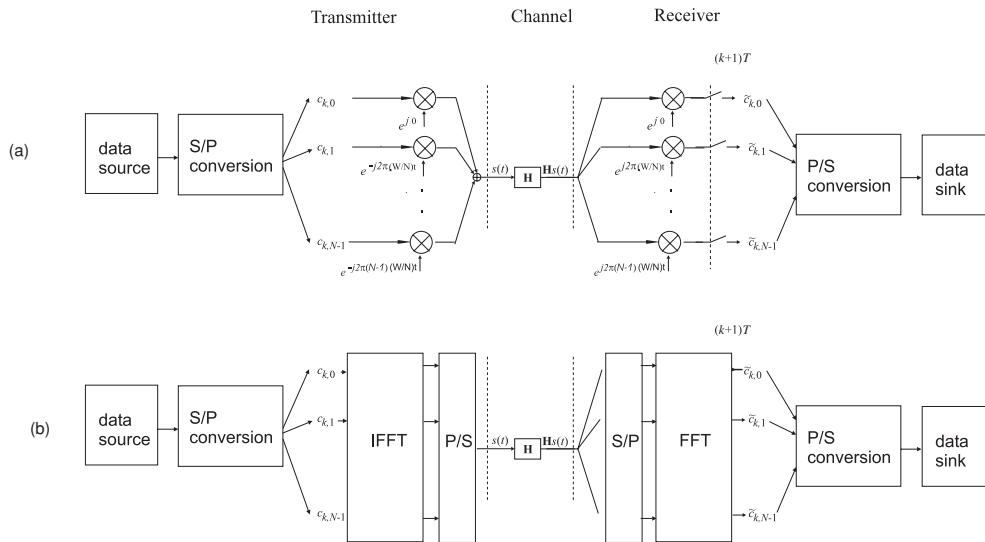 Transmitter Channel Receiver
(k+1)T
(a)
data source
S/P conversion
c_{k,0}
c_{k,1}
c_{k,N-1}
e^{j0}
e^{-j2π(W/N)t}
e^{-j2π(N-1)(W/N)t}
s(t)
H
Hs(t)
e^{j0}
e^{j2π(W/N)t}
e^{j2π(N-1)(W/N)t}
c̃_{k,0}
c̃_{k,1}
c̃_{k,N-1}
P/S conversion
data sink
(k+1)T
(b)
data source
S/P conversion
c_{k,0}
c_{k,1}
c_{k,N-1}
IFFT
P/S
s(t)
H
Hs(t)
S/P
FFT
c̃_{k,0}
c̃_{k,1}
c̃_{k,N-1}
P/S conversion
data sink